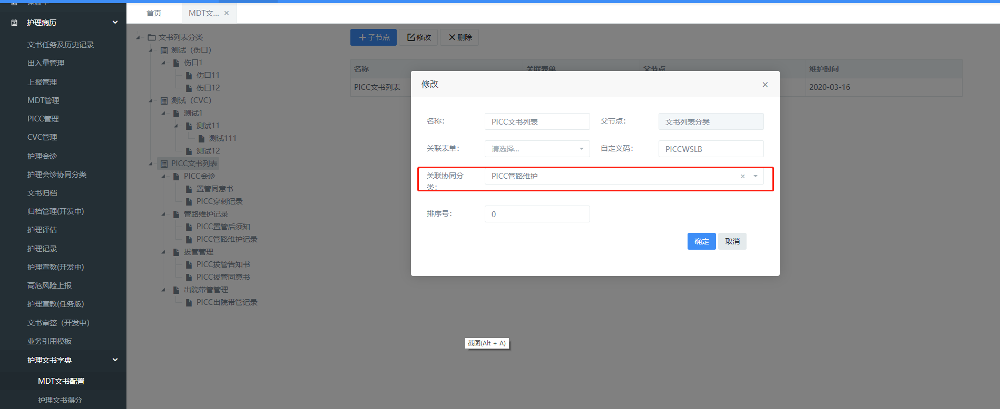 护理病历
文书任务及历史记录
出入量管理
上报管理
MDT管理
PICC管理
CVC管理
护理会诊
护理会诊协同分类
文书归档
归档管理(开发中)
护理评估
护理记录
护理宣教(开发中)
高危风险上报
护理宣教(任务版)
文书审签（开发中）
业务引用模板
护理文书字典
MDT文书配置
护理文书得分
首页
MDT文...
文书列表分类
测试（伤口）
伤口1
伤口11
伤口12
测试（CVC）
测试1
测试11
测试111
测试12
PICC文书列表
PICC会诊
置管同意书
PICC穿刺记录
管路维护记录
PICC置管后须知
PICC管路维护记录
拔管管理
PICC拔管告知书
PICC拔管同意书
出院带管管理
PICC出院带管记录
子节点 修改 删除
名称 关联表单 父节点 维护时间
PICC文书列表 2020-03-16
修改
名称： PICC文书列表 父节点： 文书列表分类
关联表单： 请选择... 自定义码： PICCWSLB
关联协同分
类： PICC管路维护
排序号： 0
确定 取消
截图(Alt + A)